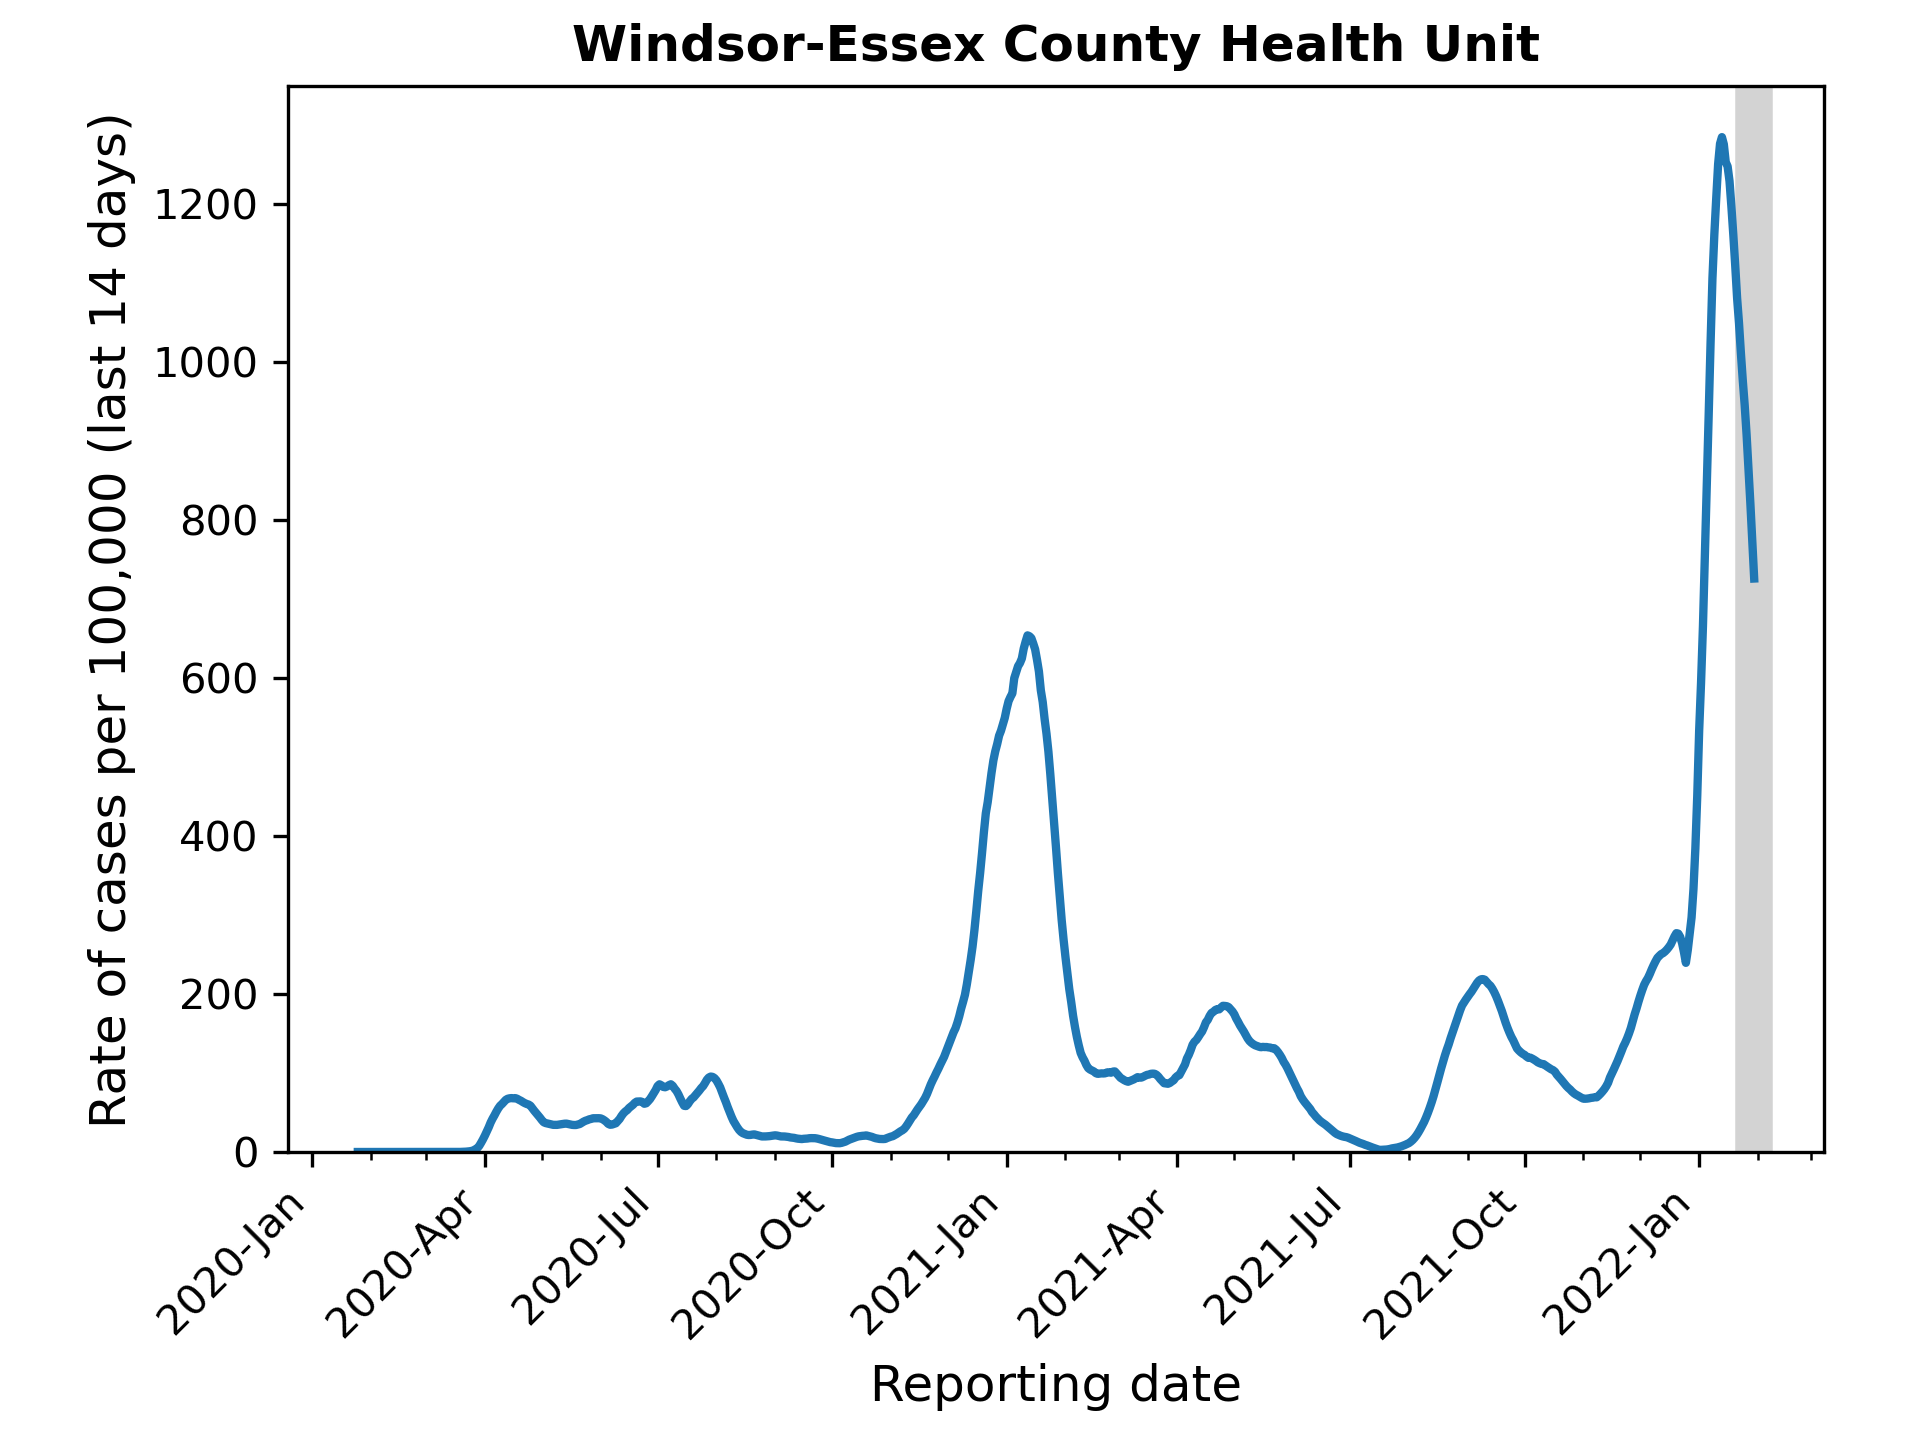 Windsor-Essex County Health Unit
Rate of cases per 100,000 (last 14 days)
1200
1000
800
600
400
200
0
2020-Jan
2020-Apr
2020-Jul
2020-Oct
2021-Jan
2021-Apr
2021-Jul
2021-Oct
2022-Jan
Reporting date